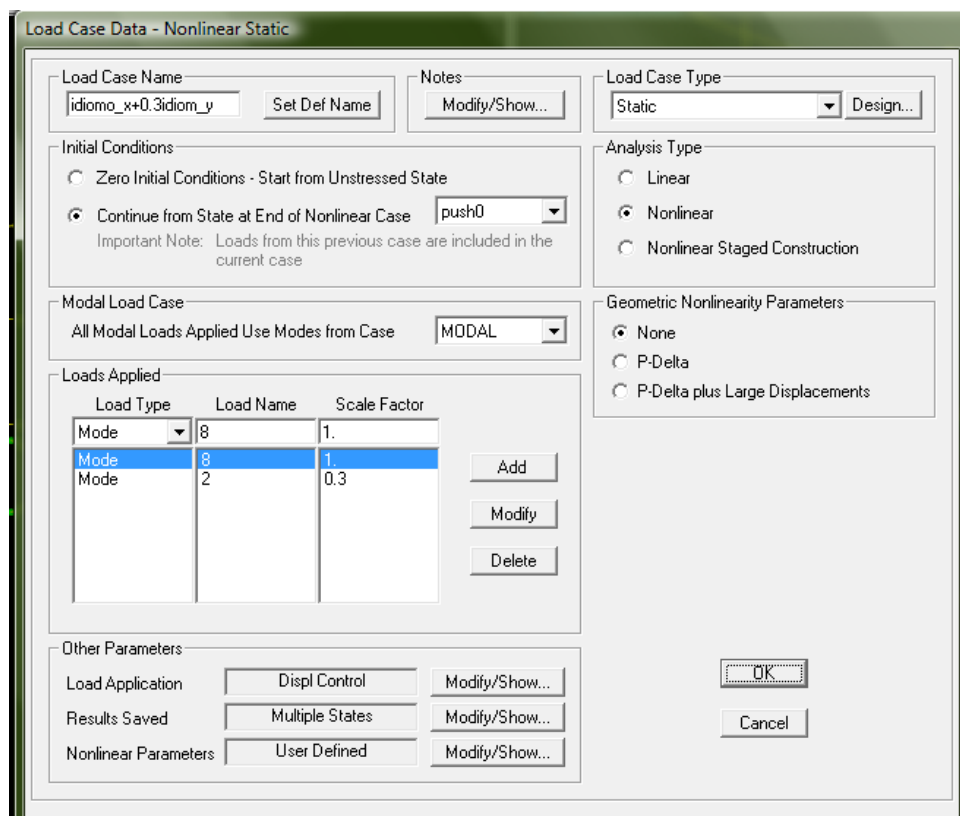 Load Case Data - Nonlinear Static
Load Case Name
idiomo_x+0.3idiom_y
Set Def Name
Notes
Modify/Show...
Load Case Type
Static
Design...
Initial Conditions
Zero Initial Conditions - Start from Unstressed State
Continue from State at End of Nonlinear Case
push0
Important Note: Loads from this previous case are included in the
current case
Analysis Type
Linear
Nonlinear
Nonlinear Staged Construction
Modal Load Case
All Modal Loads Applied Use Modes from Case
MODAL
Geometric Nonlinearity Parameters
None
P-Delta
P-Delta plus Large Displacements
Loads Applied
Load Type Load Name Scale Factor
Mode 8 1.
Mode 8 1.
Mode 2 0.3
Add
Modify
Delete
Other Parameters
Load Application Displ Control Modify/Show...
Results Saved Multiple States Modify/Show...
Nonlinear Parameters User Defined Modify/Show...
OK
Cancel